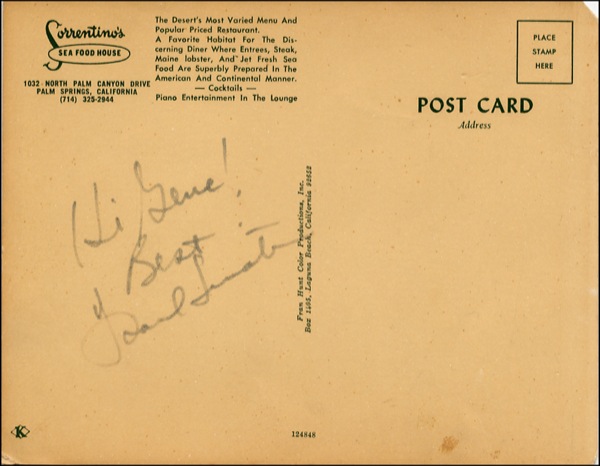 Sorrentino's
SEA FOOD HOUSE
1032 NORTH PALM CANYON DRIVE
PALM SPRINGS, CALIFORNIA
(714) 325-2944
The Desert's Most Varied Menu And
Popular Priced Restaurant.
A Favorite Habitat For The Dis-
cerning Diner Where Entrees, Steak,
Maine lobster, And Jet Fresh Sea
Food Are Superbly Prepared In The
American And Continental Manner.
— Cocktails —
Piano Entertainment In The Lounge
PLACE
STAMP
HERE
POST CARD
Address
Hi Gene!
Best
Frank Sinatra
Fran Hunt Color Productions, Inc.
Box 1405, Laguna Beach, California 92652
K
124848